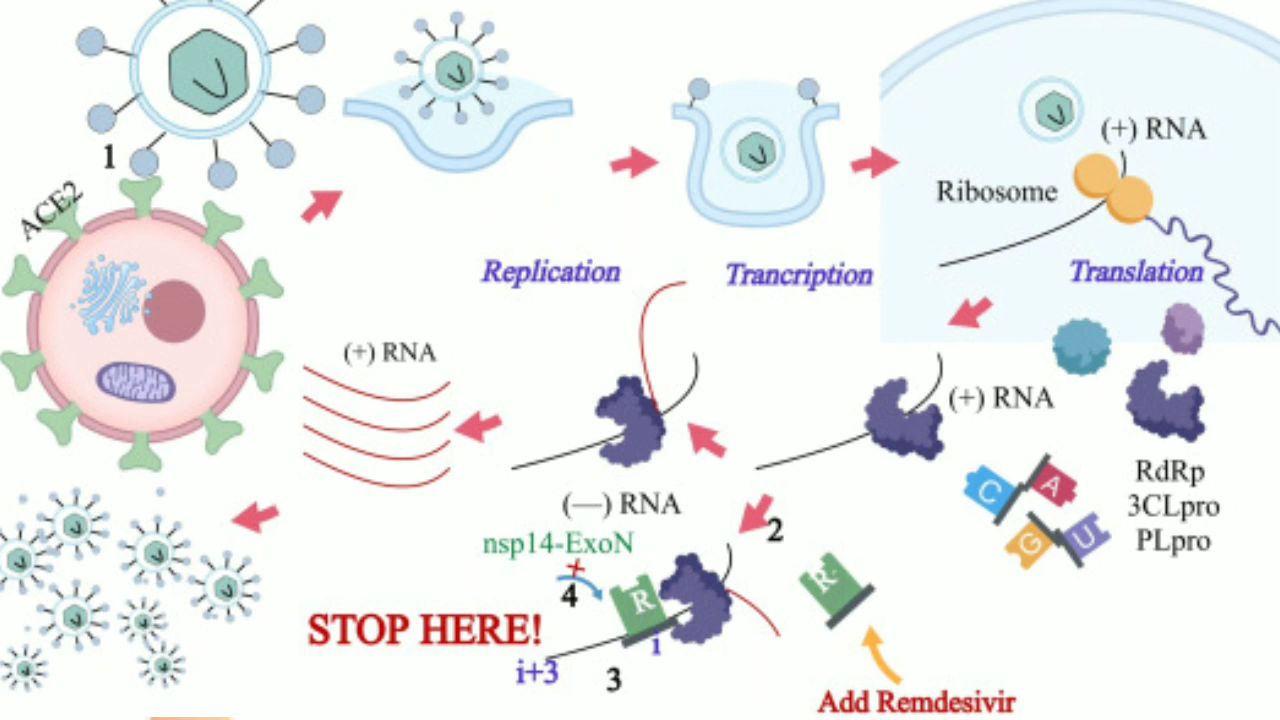 1
ACE2
(+) RNA
Ribosome
Replication
Trancription
Translation
(+) RNA
(+) RNA
C
A
G
U
RdRp
3CLpro
PLpro
(—) RNA
2
nsp14-ExoN
4
R
R
STOP HERE!
1
i+3
3
Add Remdesivir